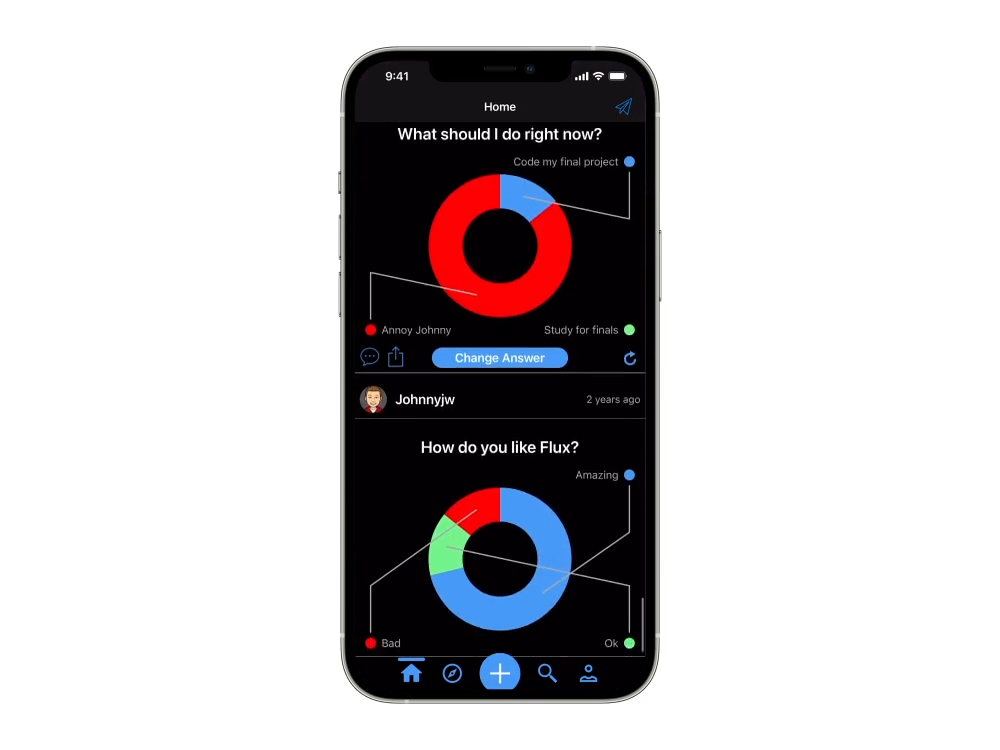 9:41
Home
What should I do right now?
Code my final project
Annoy Johnny
Study for finals
Change Answer
Johnnyjw
2 years ago
How do you like Flux?
Amazing
Bad
Ok